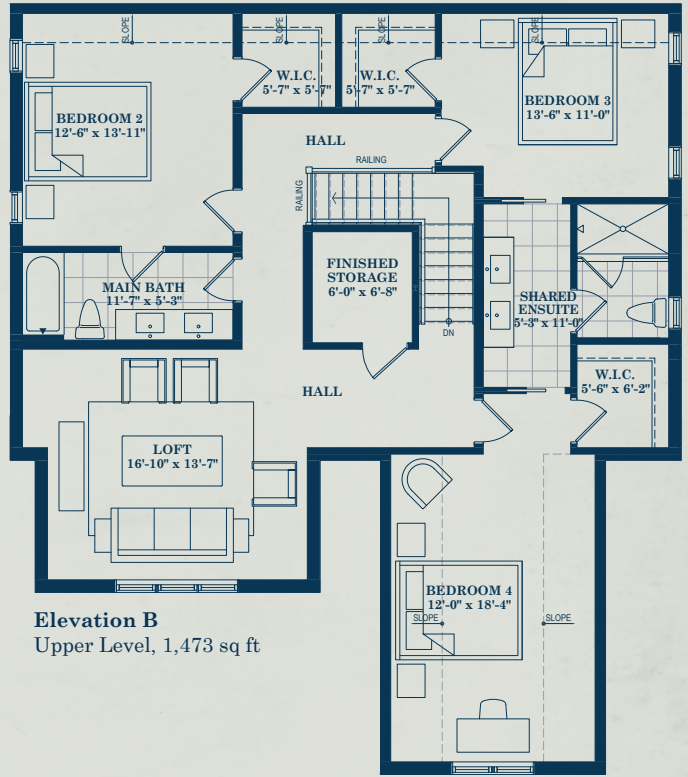 SLOPE
SLOPE
SLOPE
SLOPE
W.I.C.
5'-7" x 5'-7"
W.I.C.
5'-7" x 5'-7"
BEDROOM 2
12'-6" x 13'-11"
BEDROOM 3
13'-6" x 11'-0"
HALL
RAILING
RAILING
FINISHED
STORAGE
6'-0" x 6'-8"
MAIN BATH
11'-7" x 5'-3"
SHARED
ENSUITE
5'-3" x 11'-0"
DN
W.I.C.
5'-6" x 6'-2"
HALL
LOFT
16'-10" x 13'-7"
BEDROOM 4
12'-0" x 18'-4"
SLOPE
SLOPE
Elevation B
Upper Level, 1,473 sq ft